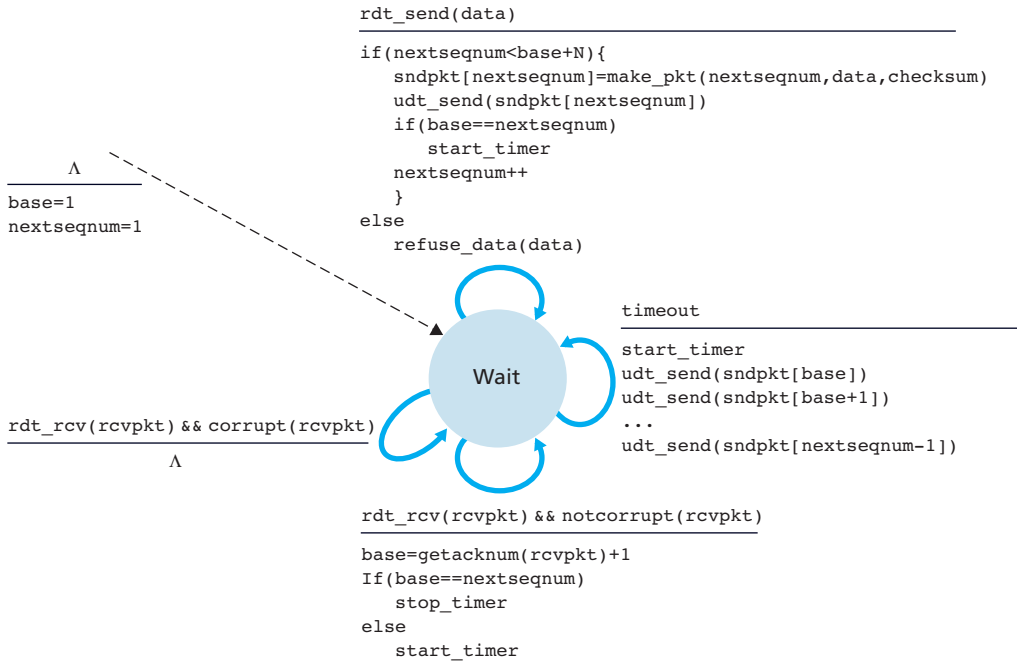 rdt_send(data)
if(nextseqnum<base+N){
sndpkt[nextseqnum]=make_pkt(nextseqnum,data,checksum)
udt_send(sndpkt[nextseqnum])
if(base==nextseqnum)
start_timer
nextseqnum++
}
else
refuse_data(data)
Λ
base=1
nextseqnum=1
Wait
timeout
start_timer
udt_send(sndpkt[base])
udt_send(sndpkt[base+1])
...
udt_send(sndpkt[nextseqnum-1])
rdt_rcv(rcvpkt) && corrupt(rcvpkt)
Λ
rdt_rcv(rcvpkt) && notcorrupt(rcvpkt)
base=getacknum(rcvpkt)+1
If(base==nextseqnum)
stop_timer
else
start_timer